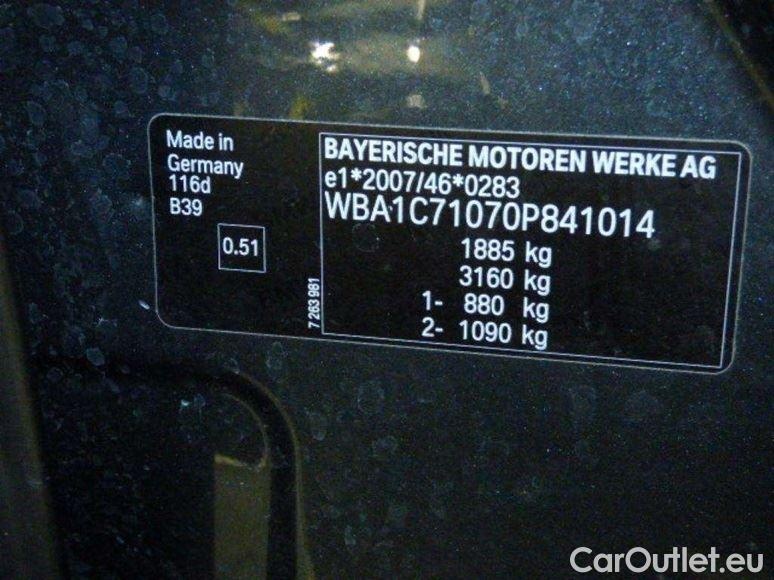 Made in
Germany
116d
B39
0.51
7 263 981
BAYERISCHE MOTOREN WERKE AG
e1*2007/46*0283
WBA1C71070P841014
1885 kg
3160 kg
1- 880 kg
2- 1090 kg
CarOutlet.eu